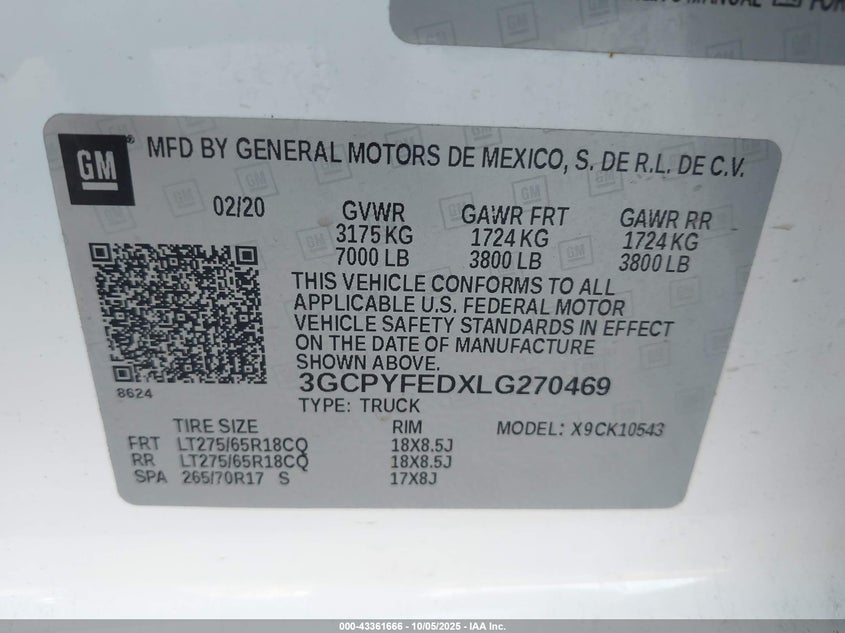 MANUAL GM FOR
GM
MFD BY GENERAL MOTORS DE MEXICO, S. DE R.L. DE C.V.
02/20 GVWR GAWR FRT GAWR RR
3175 KG 1724 KG 1724 KG
7000 LB 3800 LB 3800 LB
THIS VEHICLE CONFORMS TO ALL
APPLICABLE U.S. FEDERAL MOTOR
VEHICLE SAFETY STANDARDS IN EFFECT
ON THE DATE OF MANUFACTURE
SHOWN ABOVE.
8624
3GCPYFEDXLG270469
TYPE: TRUCK
TIRE SIZE RIM MODEL: X9CK10543
FRT LT275/65R18CQ 18X8.5J
RR LT275/65R18CQ 18X8.5J
SPA 265/70R17 S 17X8J
000-43361666 - 10/05/2025 - IAA Inc.